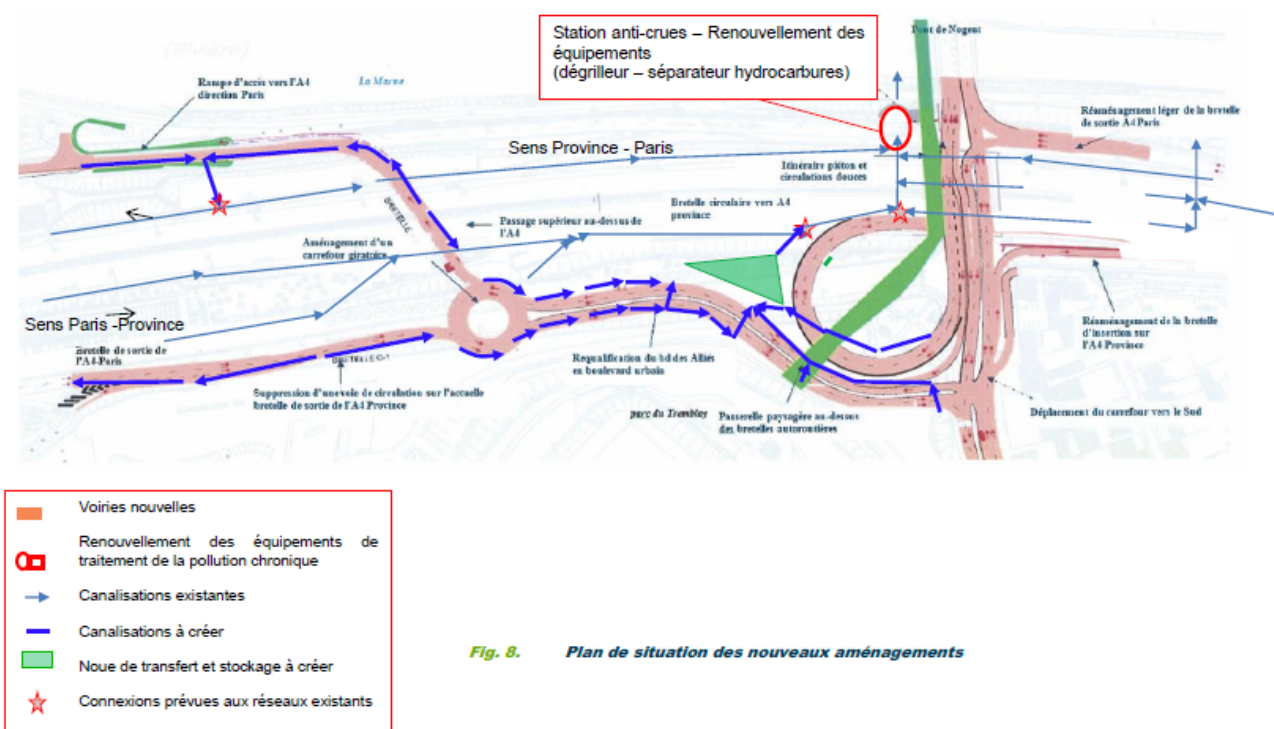 (Rivière)
Station anti-crues – Renouvellement des
équipements
(dégrilleur – séparateur hydrocarbures)
Pont de Nogent
Rampe d'accès vers l'A4
direction Paris
La Marne
Réaménagement léger de la bretelle
de sortie A4 Paris
Sens Province - Paris
Itinéraire piéton et
circulations douces
BRETELLE
Bretelle circulaire vers A4
province
Passage supérieur au-dessus de
l'A4
Aménagement d'un
carrefour giratoire
Sens Paris -Province
Bretelle de sortie de
l'A4-Paris
BRETELLE
Requalification du bd des Alliés
en boulevard urbain
Réaménagement de la bretelle
d'insertion sur
l'A4 Province
Suppression d'une voie de circulation sur l'actuelle
bretelle de sortie de l'A4 Province
parc du Tremblay
Passerelle paysagère au-dessus
des bretelles autoroutières
Déplacement du carrefour vers le Sud
Voiries nouvelles
Renouvellement des équipements de
traitement de la pollution chronique
Canalisations existantes
Canalisations à créer
Noue de transfert et stockage à créer
Connexions prévues aux réseaux existants
Fig. 8. Plan de situation des nouveaux aménagements